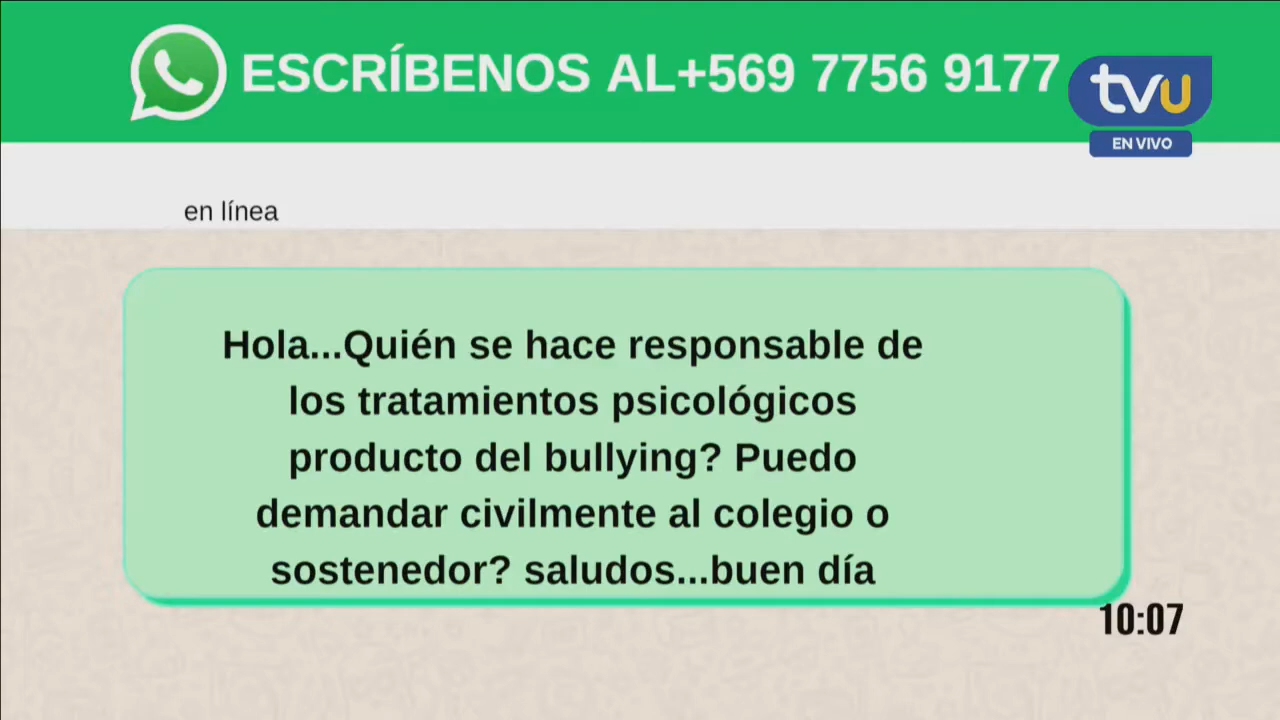 ESCRÍBENOS AL+569 7756 9177
tvu
EN VIVO
en línea
Hola...Quién se hace responsable de
los tratamientos psicológicos
producto del bullying? Puedo
demandar civilmente al colegio o
sostenedor? saludos...buen día
10:07